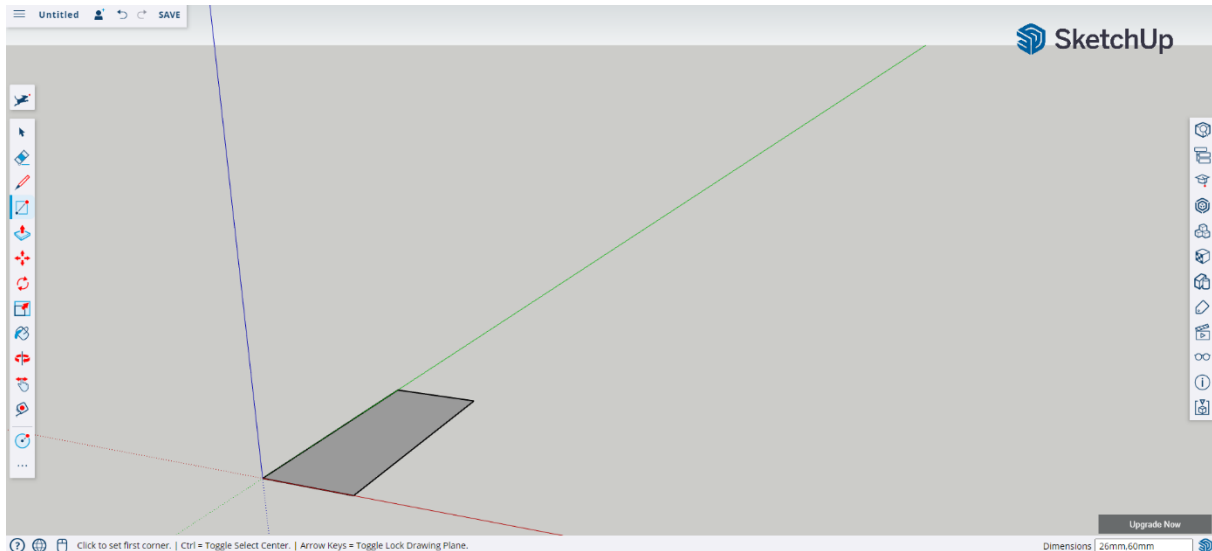 Untitled SAVE
SketchUp
Upgrade Now
Click to set first corner. | Ctrl = Toggle Select Center. | Arrow Keys = Toggle Lock Drawing Plane.
Dimensions 26mm,60mm